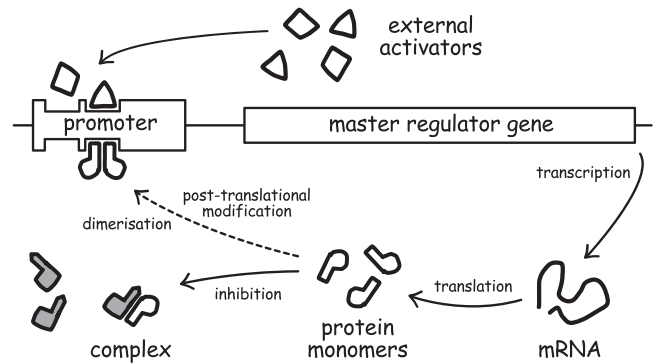 external
activators
promoter
master regulator gene
transcription
post-translational
modification
dimerisation
translation
inhibition
protein
monomers
mRNA
complex